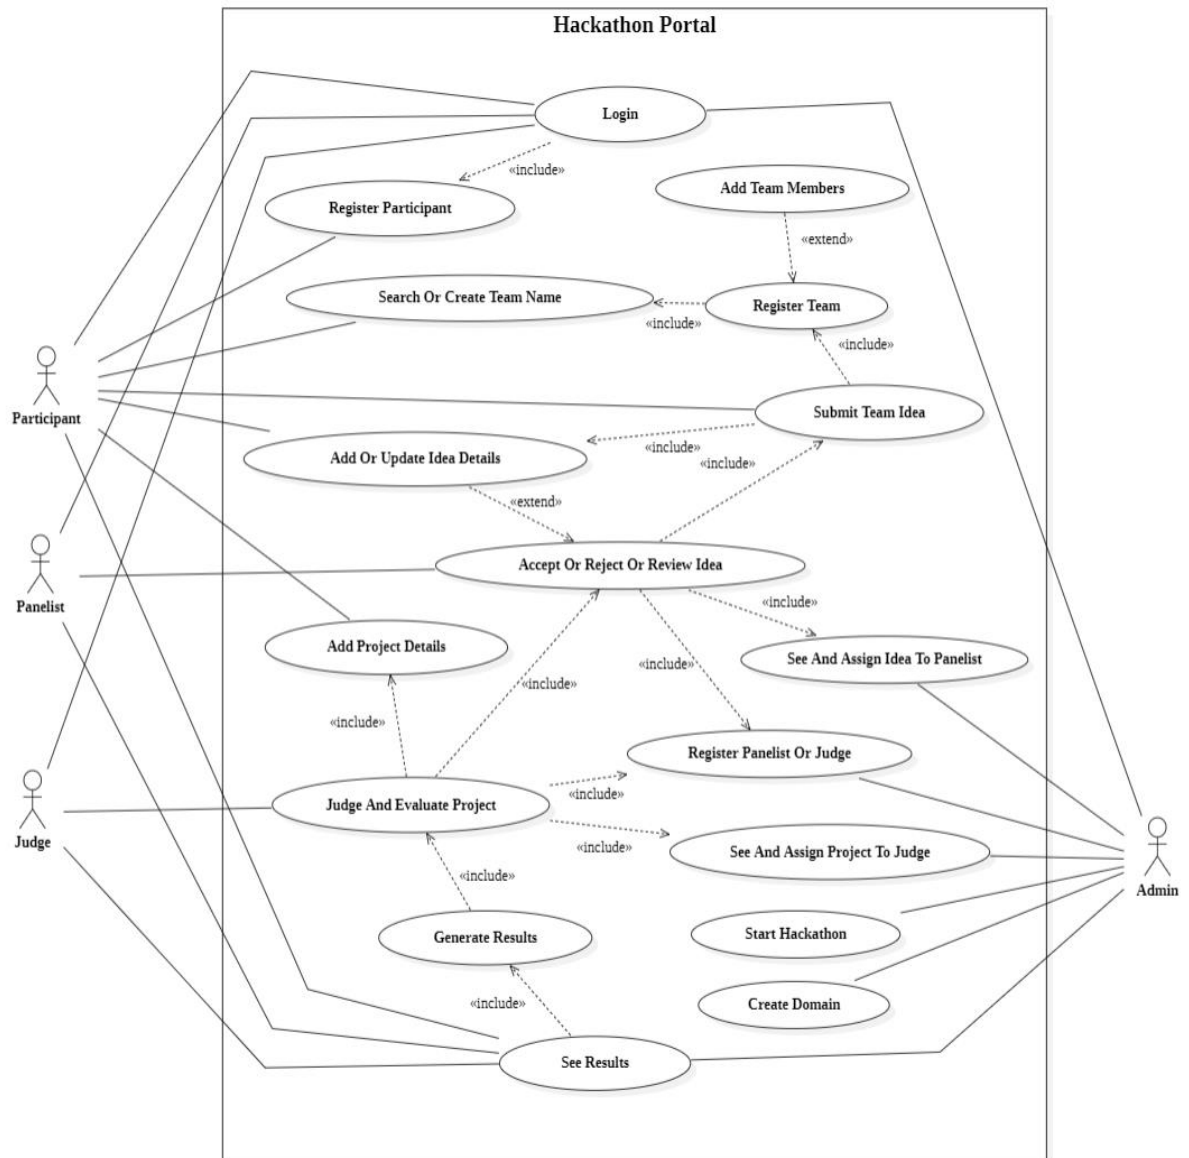 Hackathon Portal
Login
«include»
Add Team Members
Register Participant
«extend»
Search Or Create Team Name
Register Team
«include»
«include»
Participant
Submit Team Idea
«include»
Add Or Update Idea Details
«include»
«extend»
Accept Or Reject Or Review Idea
Panelist
«include»
Add Project Details
See And Assign Idea To Panelist
«include»
«include»
«include»
Register Panelist Or Judge
«include»
Judge And Evaluate Project
Judge
«include»
See And Assign Project To Judge
«include»
Admin
Generate Results
Start Hackathon
«include»
Create Domain
See Results